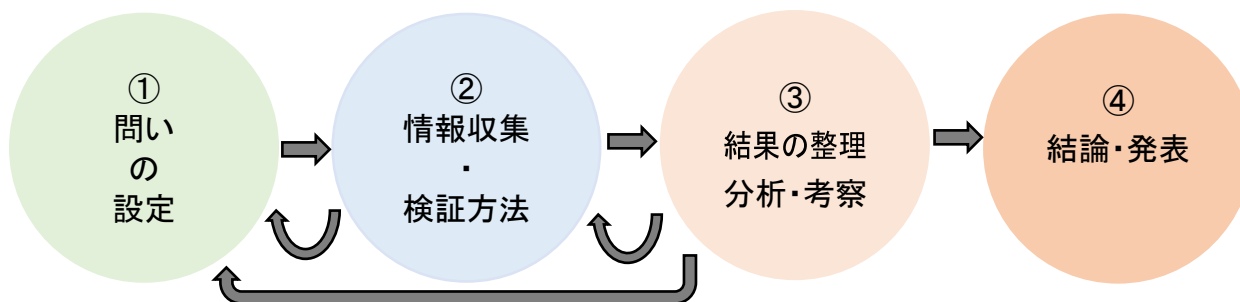 ①
問い
の
設定
②
情報収集
・
検証方法
③
結果の整理
分析・考察
④
結論・発表